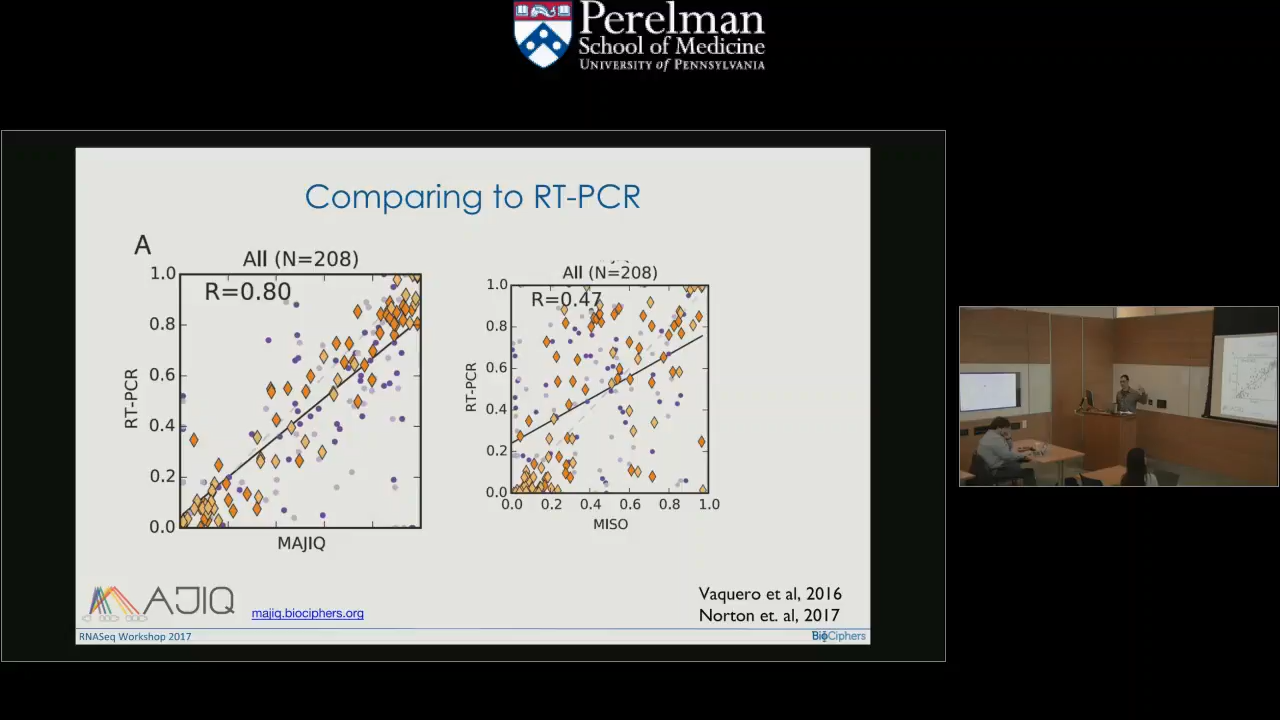 Perelman
School of Medicine
UNIVERSITY of PENNSYLVANIA
Comparing to RT-PCR
A
All (N=208)
R=0.80
1.0
0.8
0.6
0.4
0.2
0.0
RT-PCR
MAJIQ
All (N=208)
R=0.47
1.0
0.8
0.6
0.4
0.2
0.0
RT-PCR
0.0 0.2 0.4 0.6 0.8 1.0
MISO
AJIQ
majiq.biociphers.org
Vaquero et al, 2016
Norton et. al, 2017
RNASeq Workshop 2017
BioCiphers